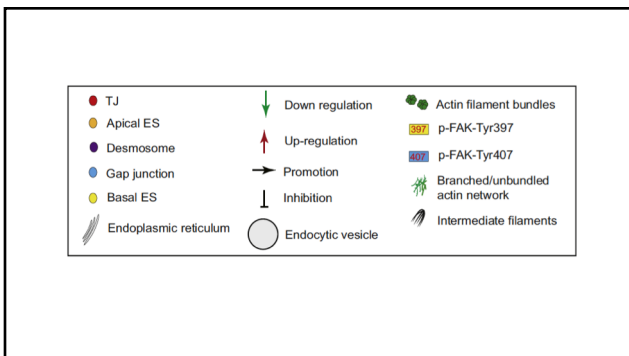 TJ
Apical ES
Desmosome
Gap junction
Basal ES
Endoplasmic reticulum
Down regulation
Up-regulation
Promotion
Inhibition
Endocytic vesicle
Actin filament bundles
397 p-FAK-Tyr397
407 p-FAK-Tyr407
Branched/unbundled
actin network
Intermediate filaments